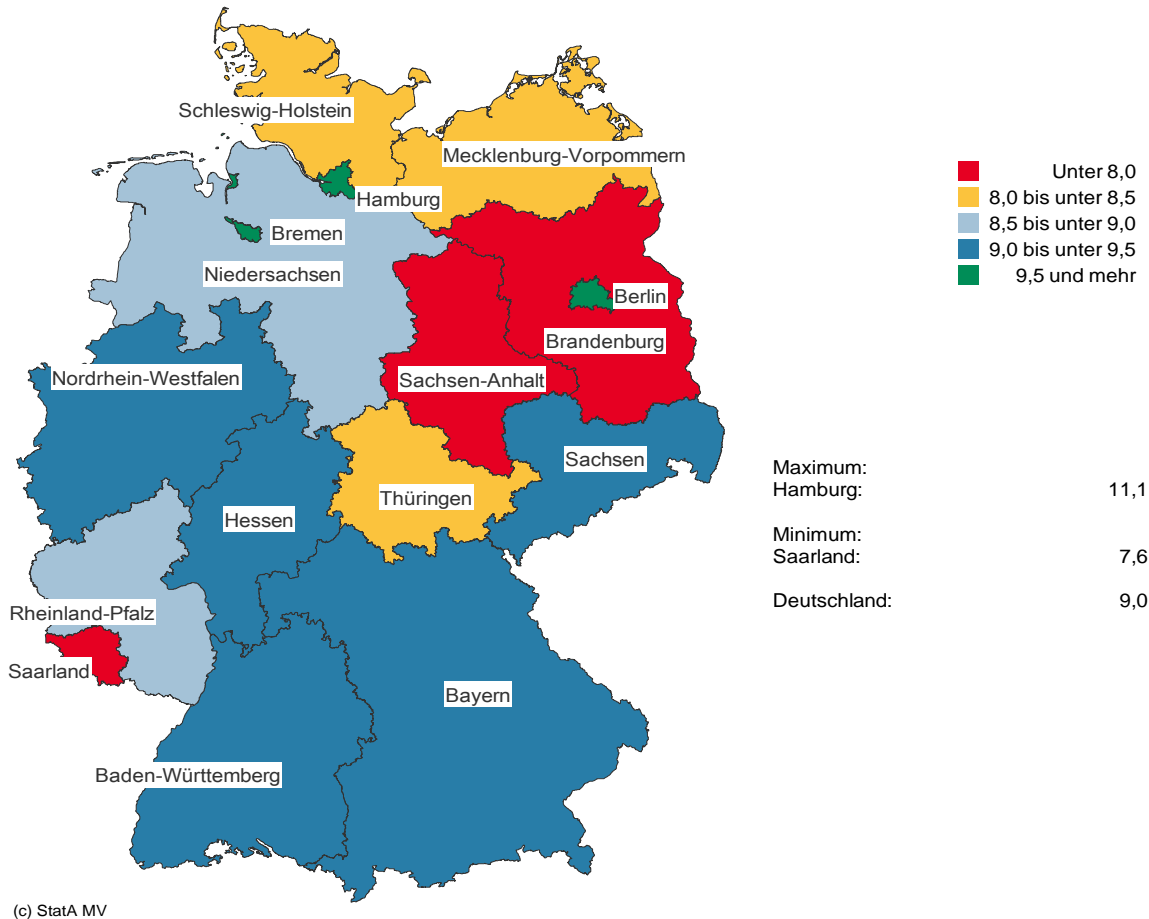 Schleswig-Holstein
Mecklenburg-Vorpommern
Hamburg
Bremen
Niedersachsen
Berlin
Brandenburg
Nordrhein-Westfalen
Sachsen-Anhalt
Sachsen
Thüringen
Hessen
Rheinland-Pfalz
Saarland
Bayern
Baden-Württemberg
Unter 8,0
8,0 bis unter 8,5
8,5 bis unter 9,0
9,0 bis unter 9,5
9,5 und mehr
Maximum:
Hamburg: 11,1
Minimum:
Saarland: 7,6
Deutschland: 9,0
(c) StatA MV